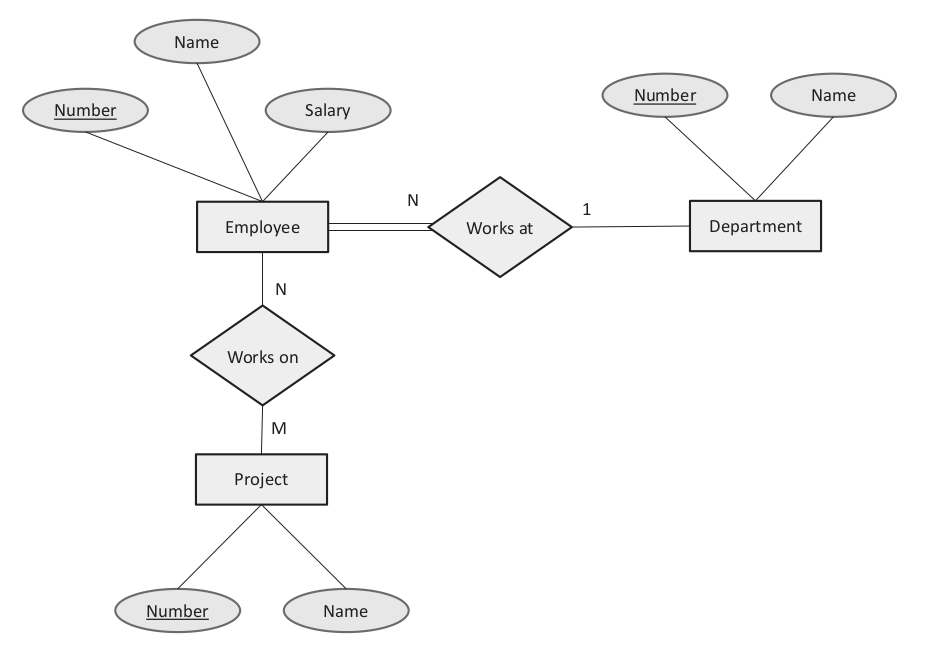 Name
Number
Salary
Number
Name
Employee
N
Works at
1
Department
N
Works on
M
Project
Number
Name